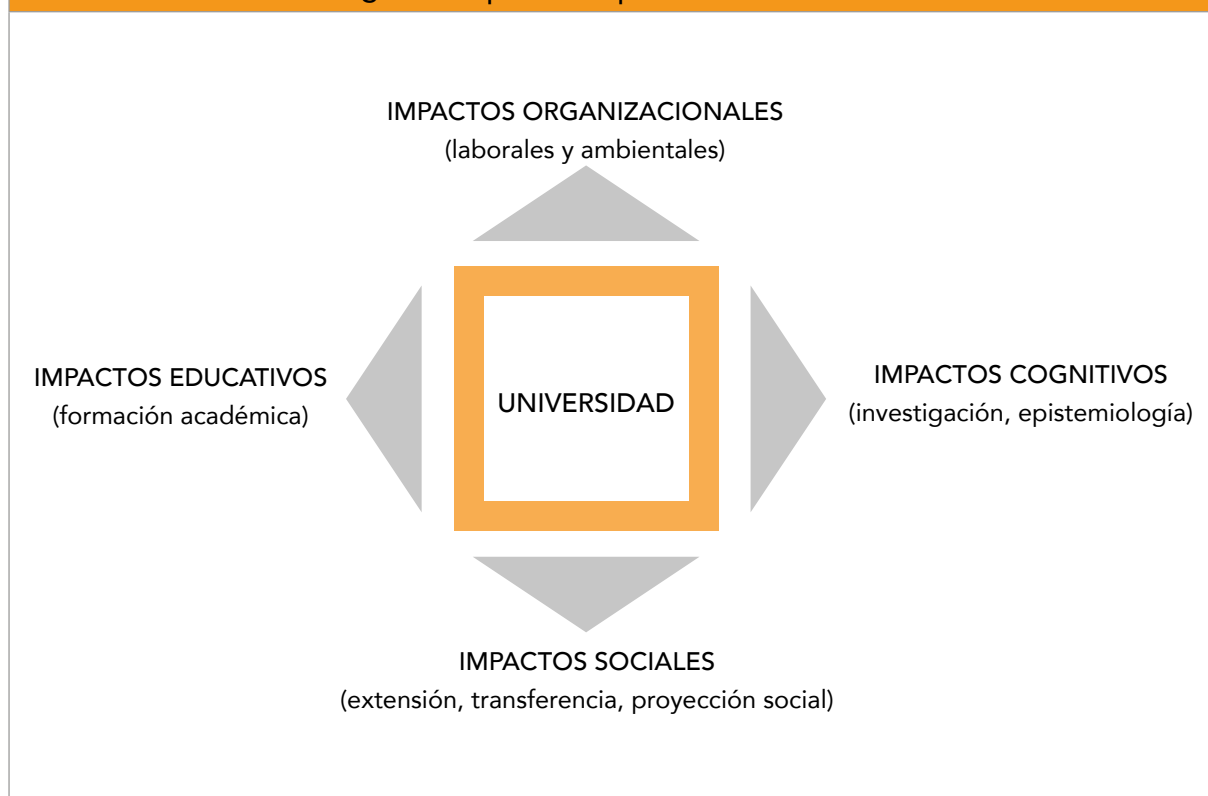 IMPACTOS ORGANIZACIONALES
(laborales y ambientales)
IMPACTOS EDUCATIVOS
(formación académica)
UNIVERSIDAD
IMPACTOS COGNITIVOS
(investigación, epistemiología)
IMPACTOS SOCIALES
(extensión, transferencia, proyección social)